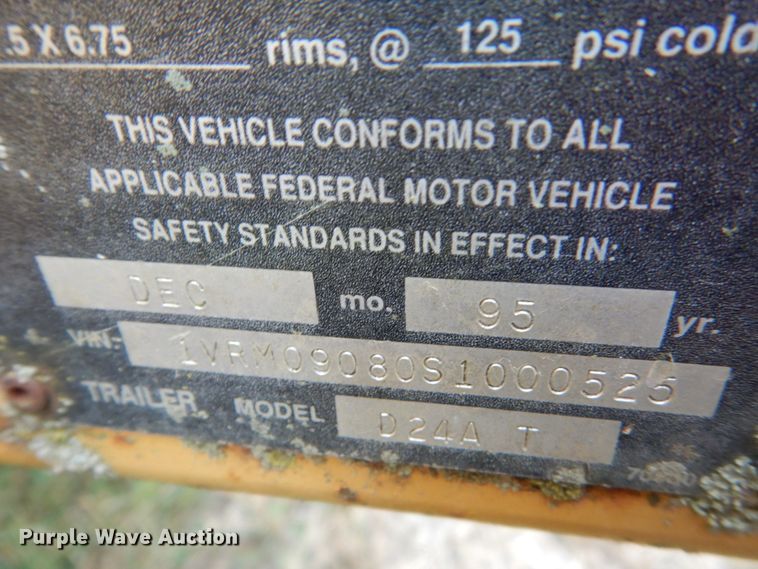 .5 X 6.75 rims, @ 125 psi cold
THIS VEHICLE CONFORMS TO ALL
APPLICABLE FEDERAL MOTOR VEHICLE
SAFETY STANDARDS IN EFFECT IN:
DEC mo. 95 yr.
VIN. 1VRM09080S1000525
TRAILER MODEL D24A T
Purple Wave Auction